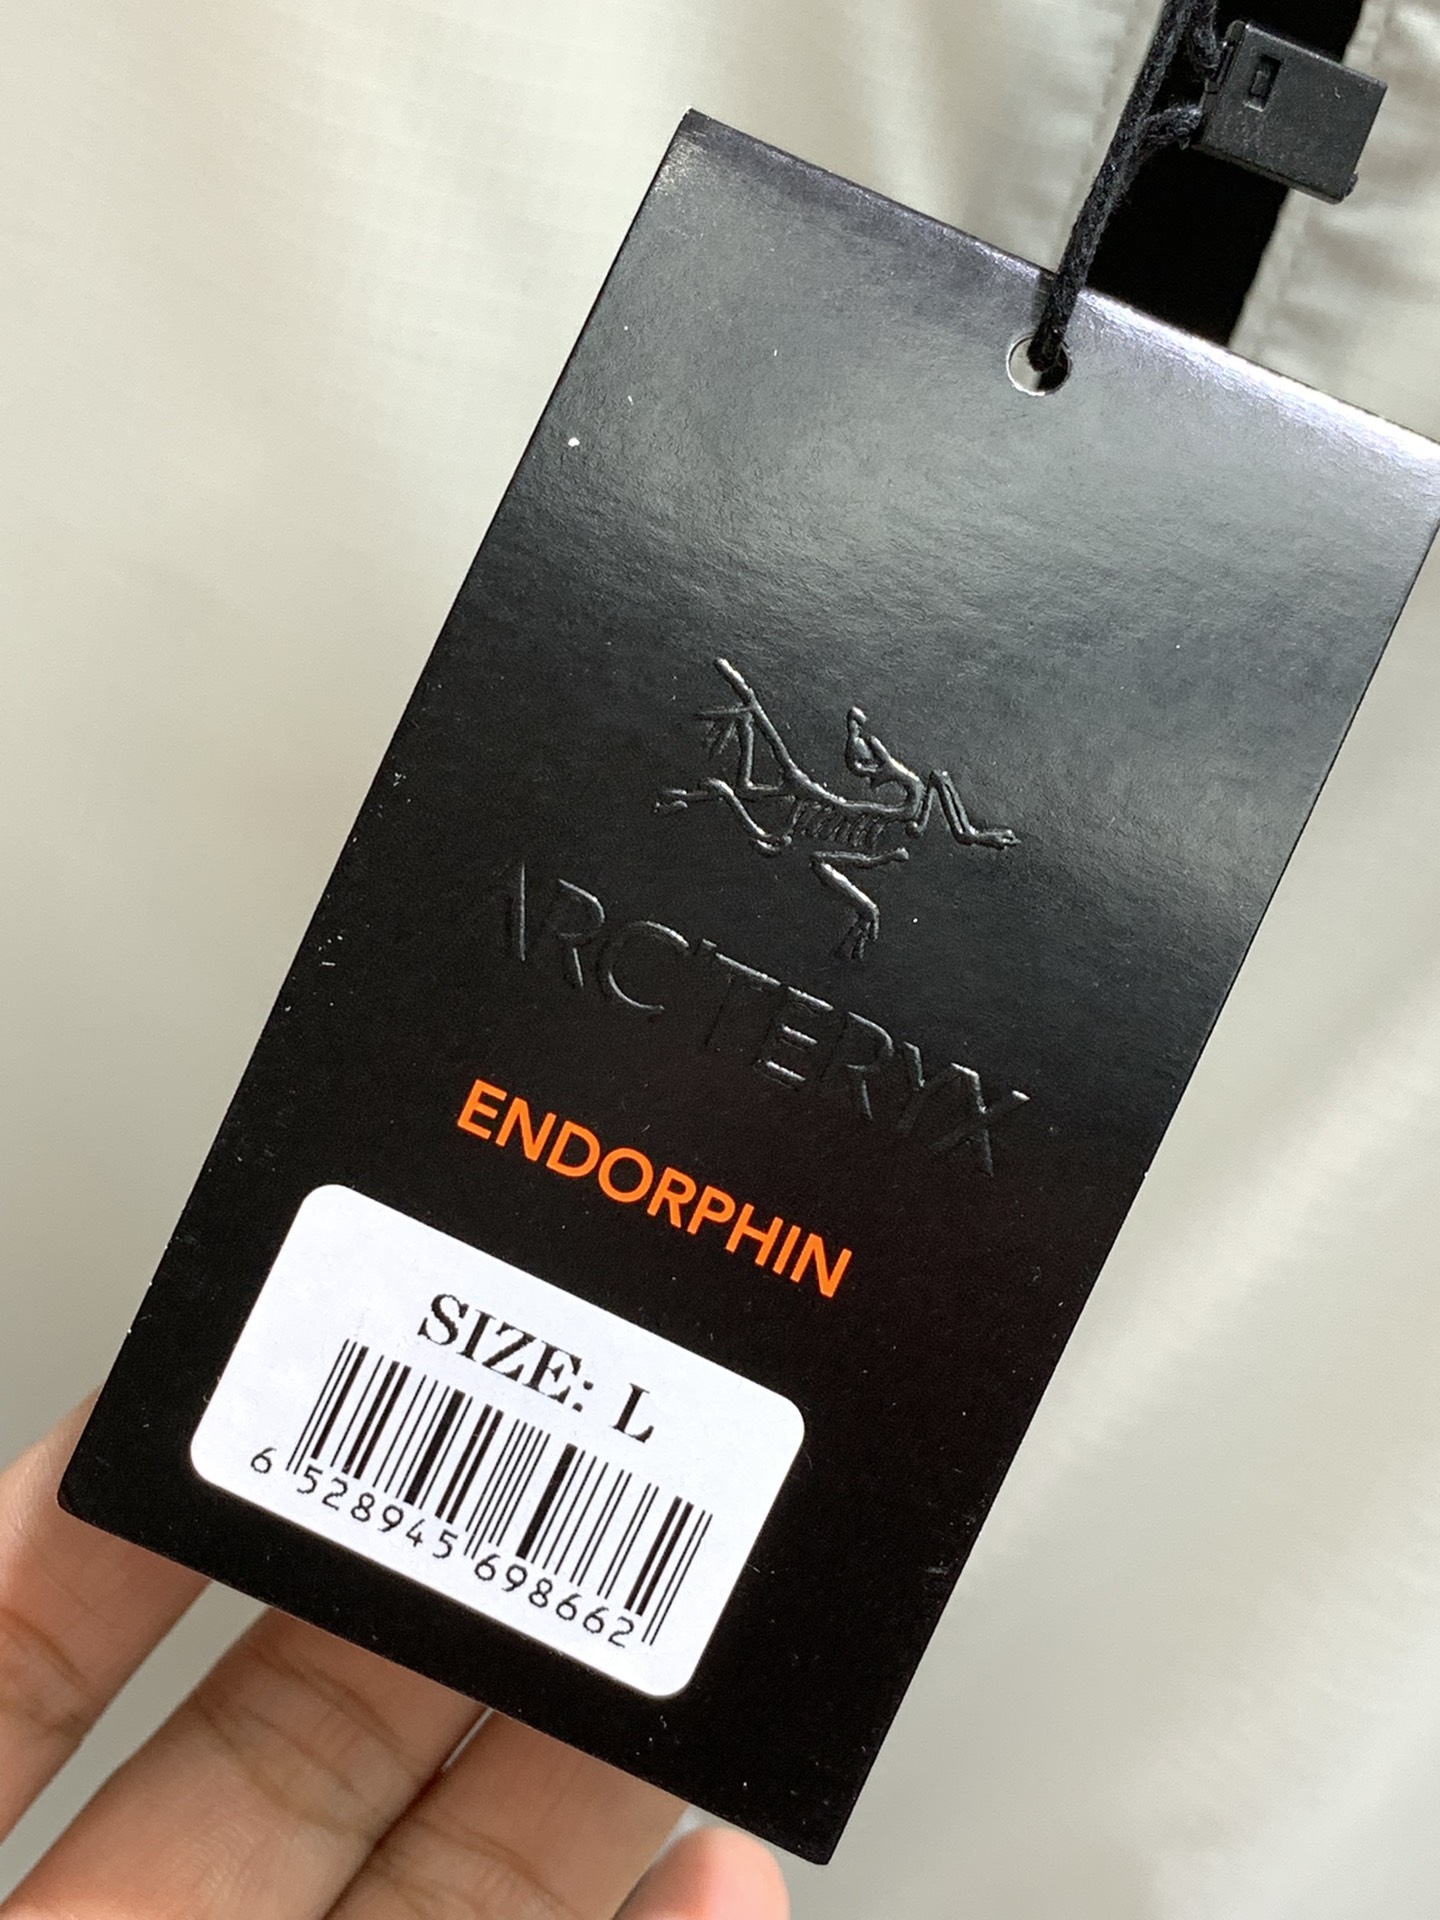 ARC'TERYX
ENDORPHIN
SIZE: L
6 528945 698662